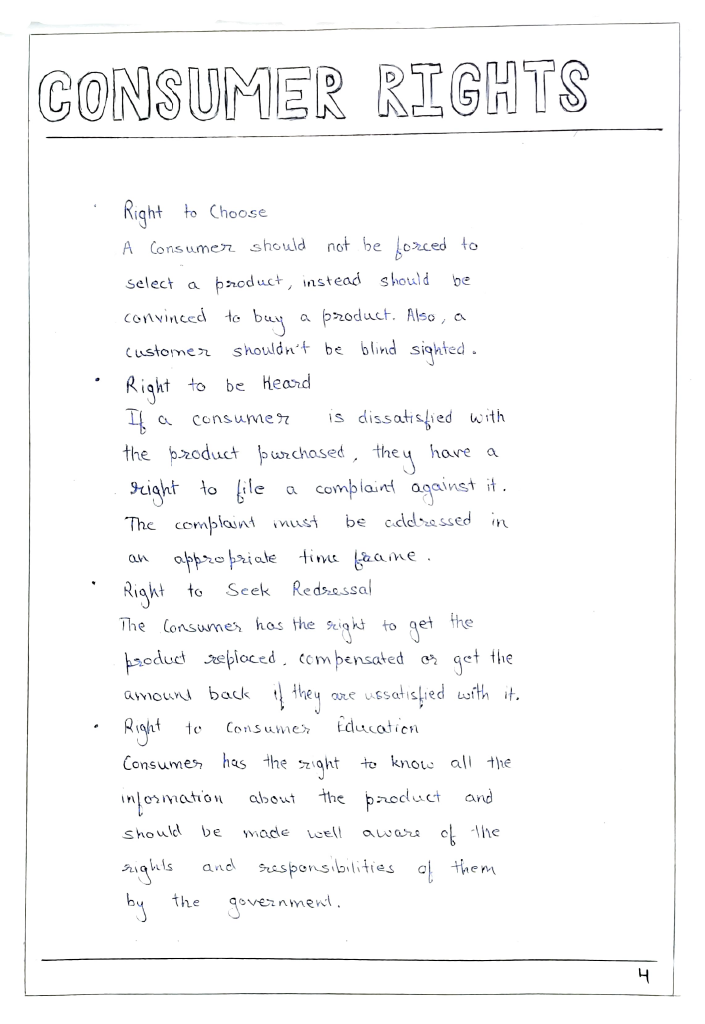 CONSUMER RIGHTS
• Right to Choose
A Consumer should not be forced to
select a product, instead should be
convinced to buy a product. Also, a
customer shouldn't be blind sighted.
• Right to be Heard
If a consumer is dissatisfied with
the product purchased, they have a
right to file a complaint against it.
The complaint must be addressed in
an appropriate time frame.
• Right to Seek Redressal
The Consumer has the right to get the
product replaced, compensated or get the
amount back if they are ussatisfied with it.
• Right to Consumer Education
Consumer has the right to know all the
information about the product and
should be made well aware of the
rights and responsibilities of them
by the government.
4